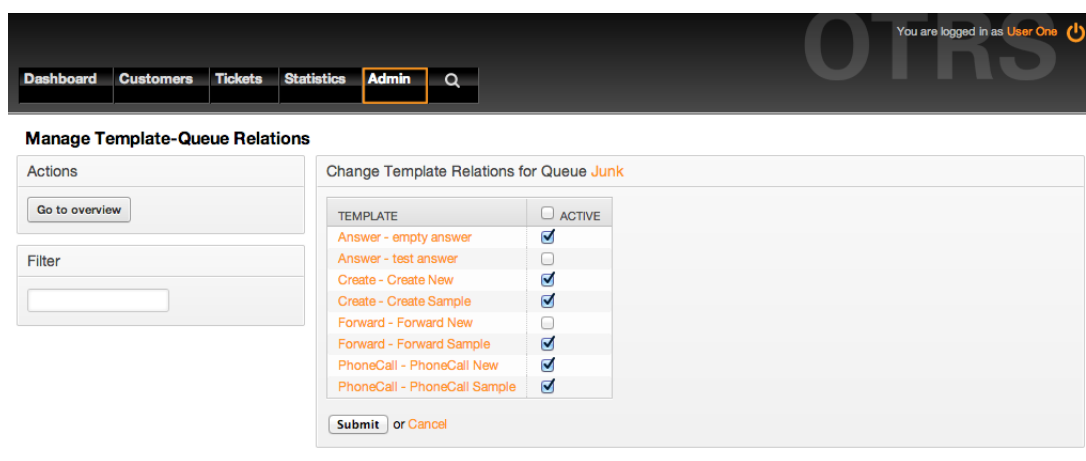 OTRS
You are logged in as User One
Dashboard Customers Tickets Statistics Admin
Manage Template-Queue Relations
Actions
Go to overview
Filter
Change Template Relations for Queue Junk
TEMPLATE ACTIVE
Answer - empty answer
Answer - test answer
Create - Create New
Create - Create Sample
Forward - Forward New
Forward - Forward Sample
PhoneCall - PhoneCall New
PhoneCall - PhoneCall Sample
Submit or Cancel